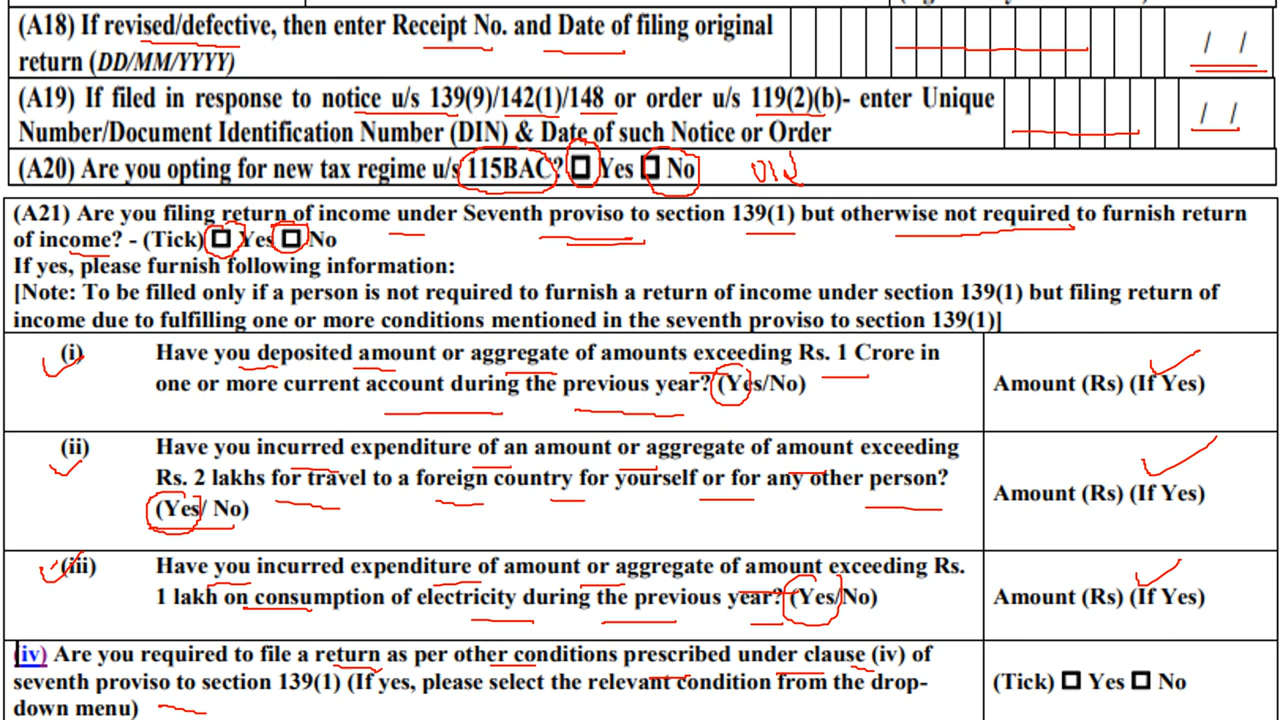 (A18) If revised/defective, then enter Receipt No. and Date of filing original
return (DD/MM/YYYY)
/ /
(A19) If filed in response to notice u/s 139(9)/142(1)/148 or order u/s 119(2)(b)- enter Unique
Number/Document Identification Number (DIN) & Date of such Notice or Order
/ /
(A20) Are you opting for new tax regime u/s 115BAC? ☐ Yes ☐ No old
(A21) Are you filing return of income under Seventh proviso to section 139(1) but otherwise not required to furnish return
of income? - (Tick) ☐ Yes ☐ No
If yes, please furnish following information:
[Note: To be filled only if a person is not required to furnish a return of income under section 139(1) but filing return of
income due to fulfilling one or more conditions mentioned in the seventh proviso to section 139(1)]
(i) Have you deposited amount or aggregate of amounts exceeding Rs. 1 Crore in
one or more current account during the previous year? (Yes/No)
Amount (Rs) (If Yes)
(ii) Have you incurred expenditure of an amount or aggregate of amount exceeding
Rs. 2 lakhs for travel to a foreign country for yourself or for any other person?
(Yes/ No)
Amount (Rs) (If Yes)
(iii) Have you incurred expenditure of amount or aggregate of amount exceeding Rs.
1 lakh on consumption of electricity during the previous year? (Yes/No)
Amount (Rs) (If Yes)
(iv) Are you required to file a return as per other conditions prescribed under clause (iv) of
seventh proviso to section 139(1) (If yes, please select the relevant condition from the drop-
down menu)
(Tick) ☐ Yes ☐ No